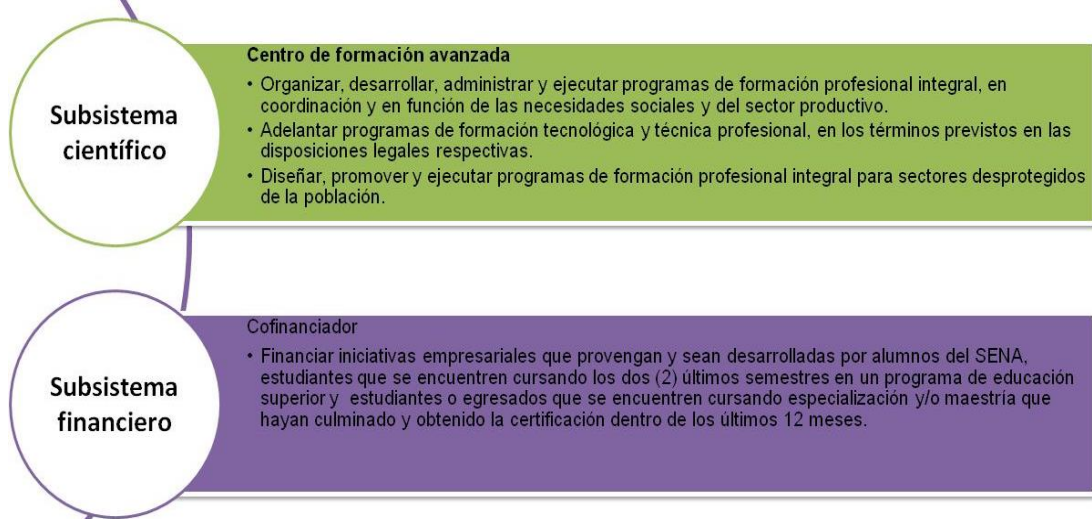 Subsistema
científico
Centro de formación avanzada
• Organizar, desarrollar, administrar y ejecutar programas de formación profesional integral, en
coordinación y en función de las necesidades sociales y del sector productivo.
• Adelantar programas de formación tecnológica y técnica profesional, en los términos previstos en las
disposiciones legales respectivas.
• Diseñar, promover y ejecutar programas de formación profesional integral para sectores desprotegidos
de la población.
Subsistema
financiero
Cofinanciador
• Financiar iniciativas empresariales que provengan y sean desarrolladas por alumnos del SENA,
estudiantes que se encuentren cursando los dos (2) últimos semestres en un programa de educación
superior y estudiantes o egresados que se encuentren cursando especialización y/o maestría que
hayan culminado y obtenido la certificación dentro de los últimos 12 meses.